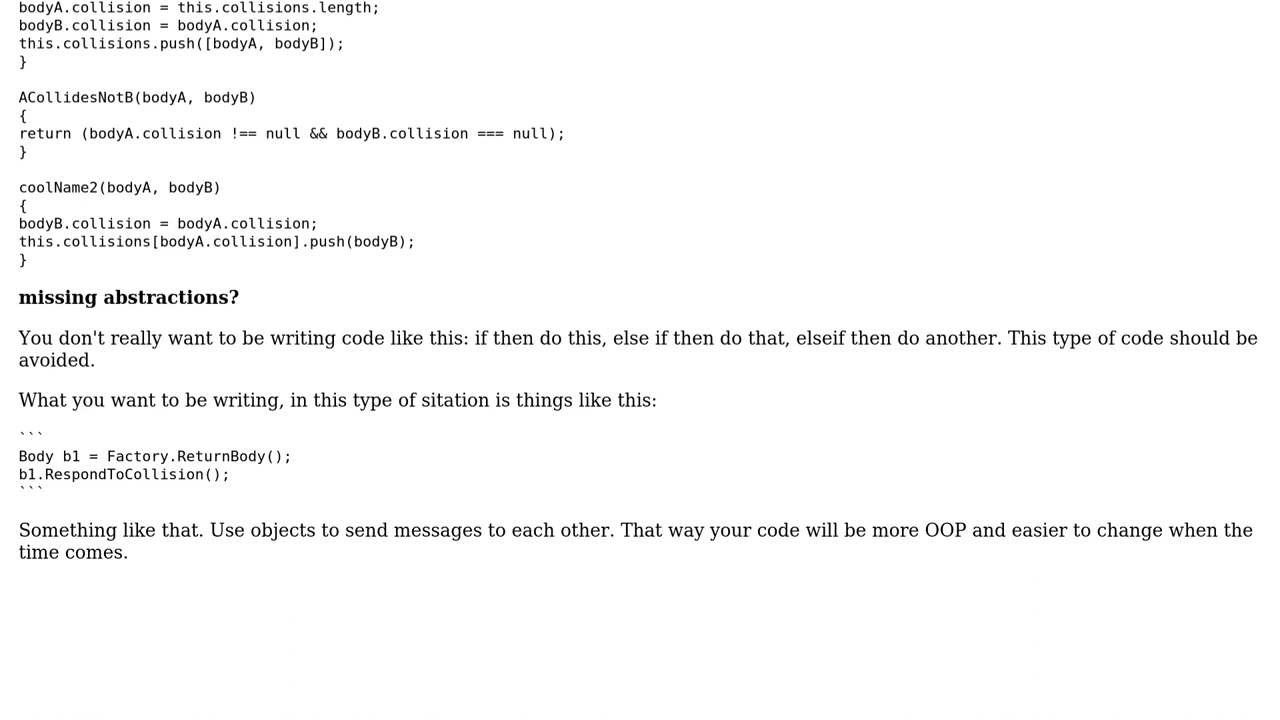 bodyA.collision = this.collisions.length;
bodyB.collision = bodyA.collision;
this.collisions.push([bodyA, bodyB]);
}
ACollidesNotB(bodyA, bodyB)
{
return (bodyA.collision !== null && bodyB.collision === null);
}
coolName2(bodyA, bodyB)
{
bodyB.collision = bodyA.collision;
this.collisions[bodyA.collision].push(bodyB);
}
missing abstractions?
You don't really want to be writing code like this: if then do this, else if then do that, elseif then do another. This type of code should be
avoided.
What you want to be writing, in this type of sitation is things like this:
```
Body b1 = Factory.ReturnBody();
b1.RespondToCollision();
```
Something like that. Use objects to send messages to each other. That way your code will be more OOP and easier to change when the
time comes.